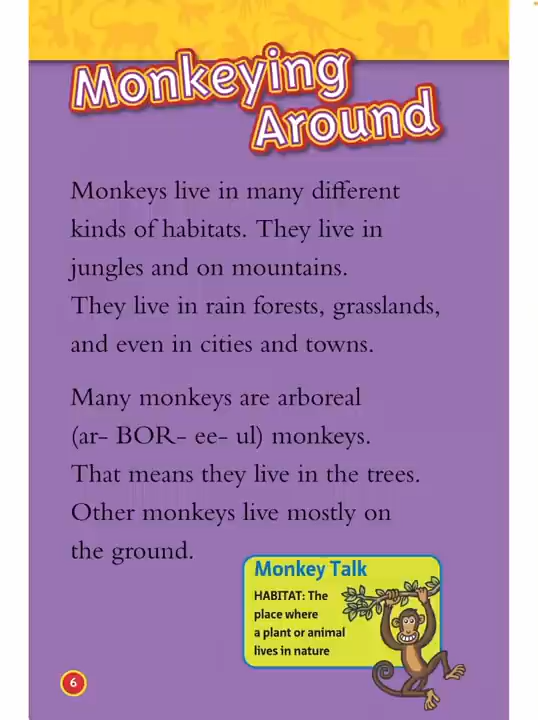 Monkeying
Around
Monkeys live in many different
kinds of habitats. They live in
jungles and on mountains.
They live in rain forests, grasslands,
and even in cities and towns.
Many monkeys are arboreal
(ar- BOR- ee- ul) monkeys.
That means they live in the trees.
Other monkeys live mostly on
the ground.
Monkey Talk
HABITAT: The
place where
a plant or animal
lives in nature
6